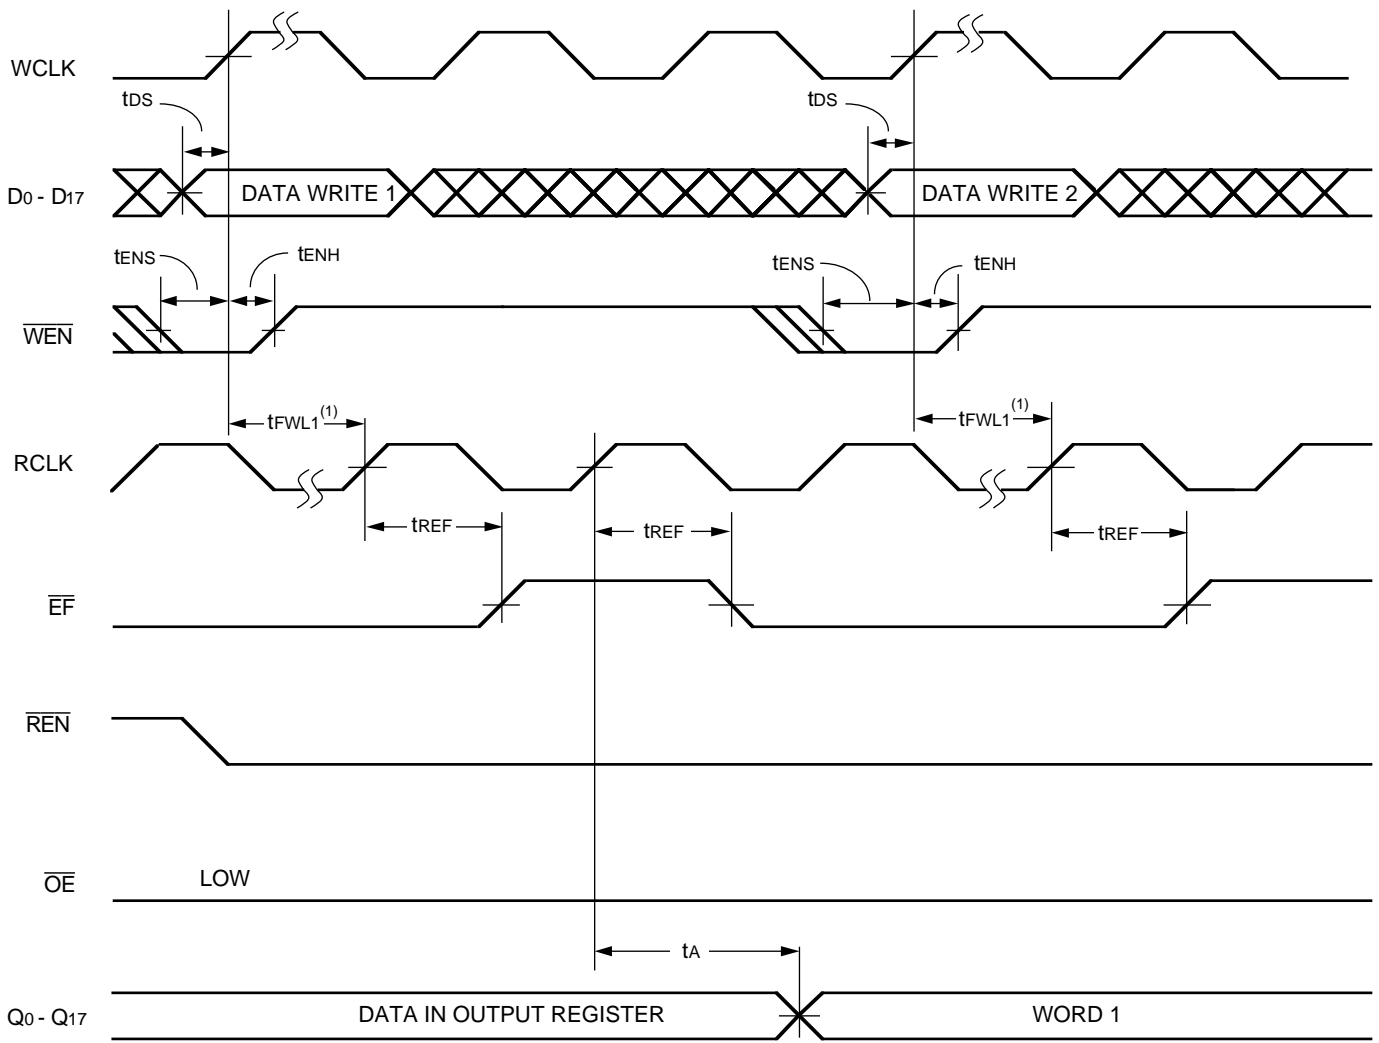 WCLK
tDS
tDS
D0 - D17
DATA WRITE 1
DATA WRITE 2
tENS
tENH
tENS
tENH
WEN
tFWL1(1)
tFWL1(1)
RCLK
tREF
tREF
tREF
EF
REN
OE
LOW
tA
Q0 - Q17
DATA IN OUTPUT REGISTER
WORD 1